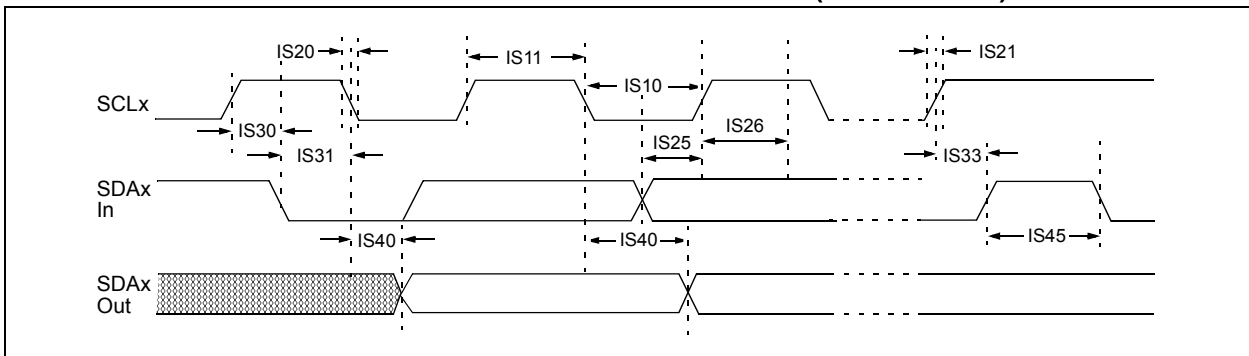 IS20
IS11
IS10
IS21
SCLx
IS30
IS31
IS25
IS26
IS33
SDAx
In
IS40
IS40
IS45
SDAx
Out